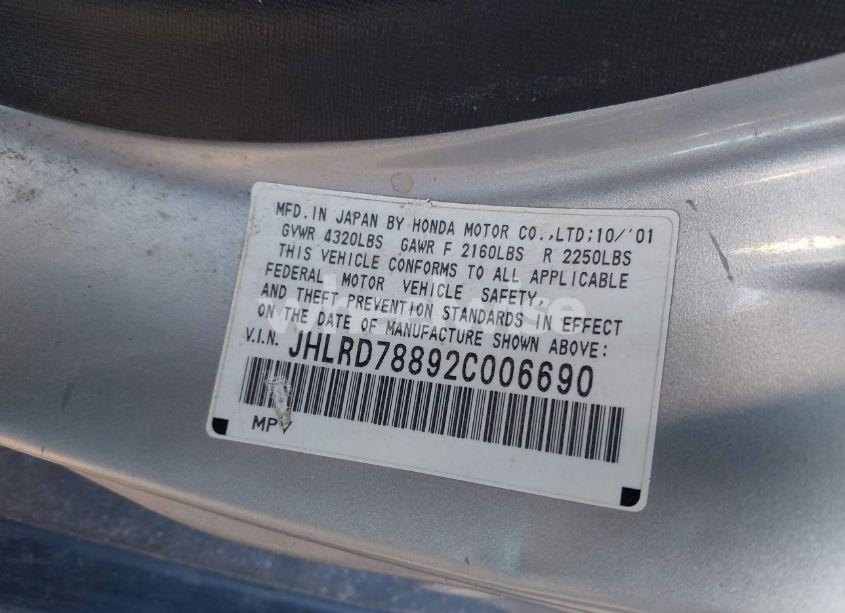 MFD.IN JAPAN BY HONDA MOTOR CO.,LTD;10/'01
GVWR 4320LBS GAWR F 2160LBS R 2250LBS
THIS VEHICLE CONFORMS TO ALL APPLICABLE
FEDERAL MOTOR VEHICLE SAFETY,
AND THEFT PREVENTION STANDARDS IN EFFECT
ON THE DATE OF MANUFACTURE SHOWN ABOVE:
V.I.N. JHLRD78892C006690
MPV
wheelwise